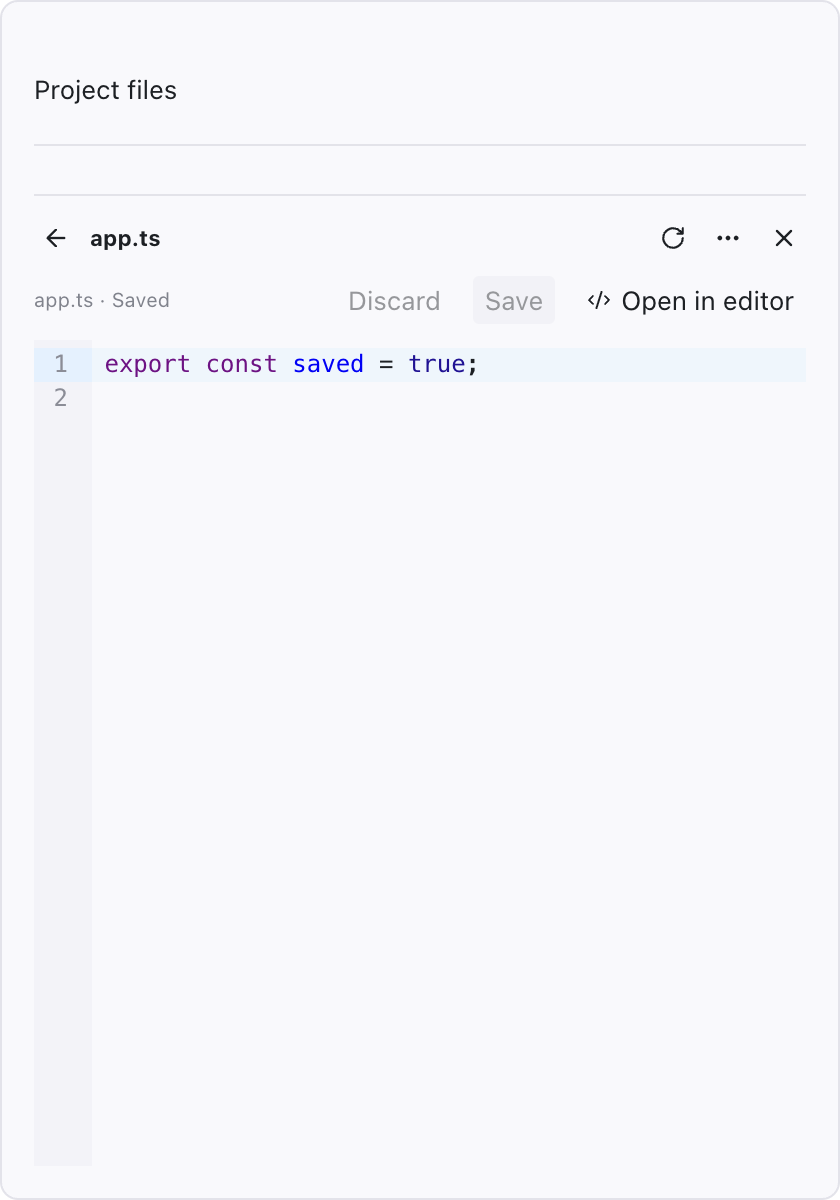 Project files
app.ts
app.ts · Saved Discard Save </> Open in editor
1 export const saved = true;
2